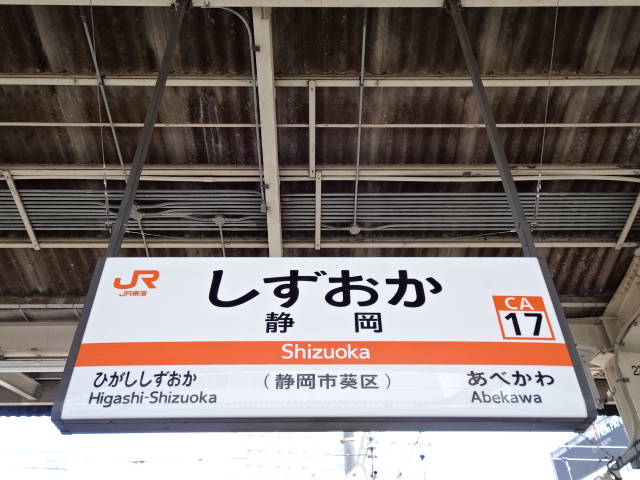 JR
JR東海
しずおか
静岡
CA
17
Shizuoka
ひがししずおか
Higashi-Shizuoka
(静岡市葵区)
あべかわ
Abekawa